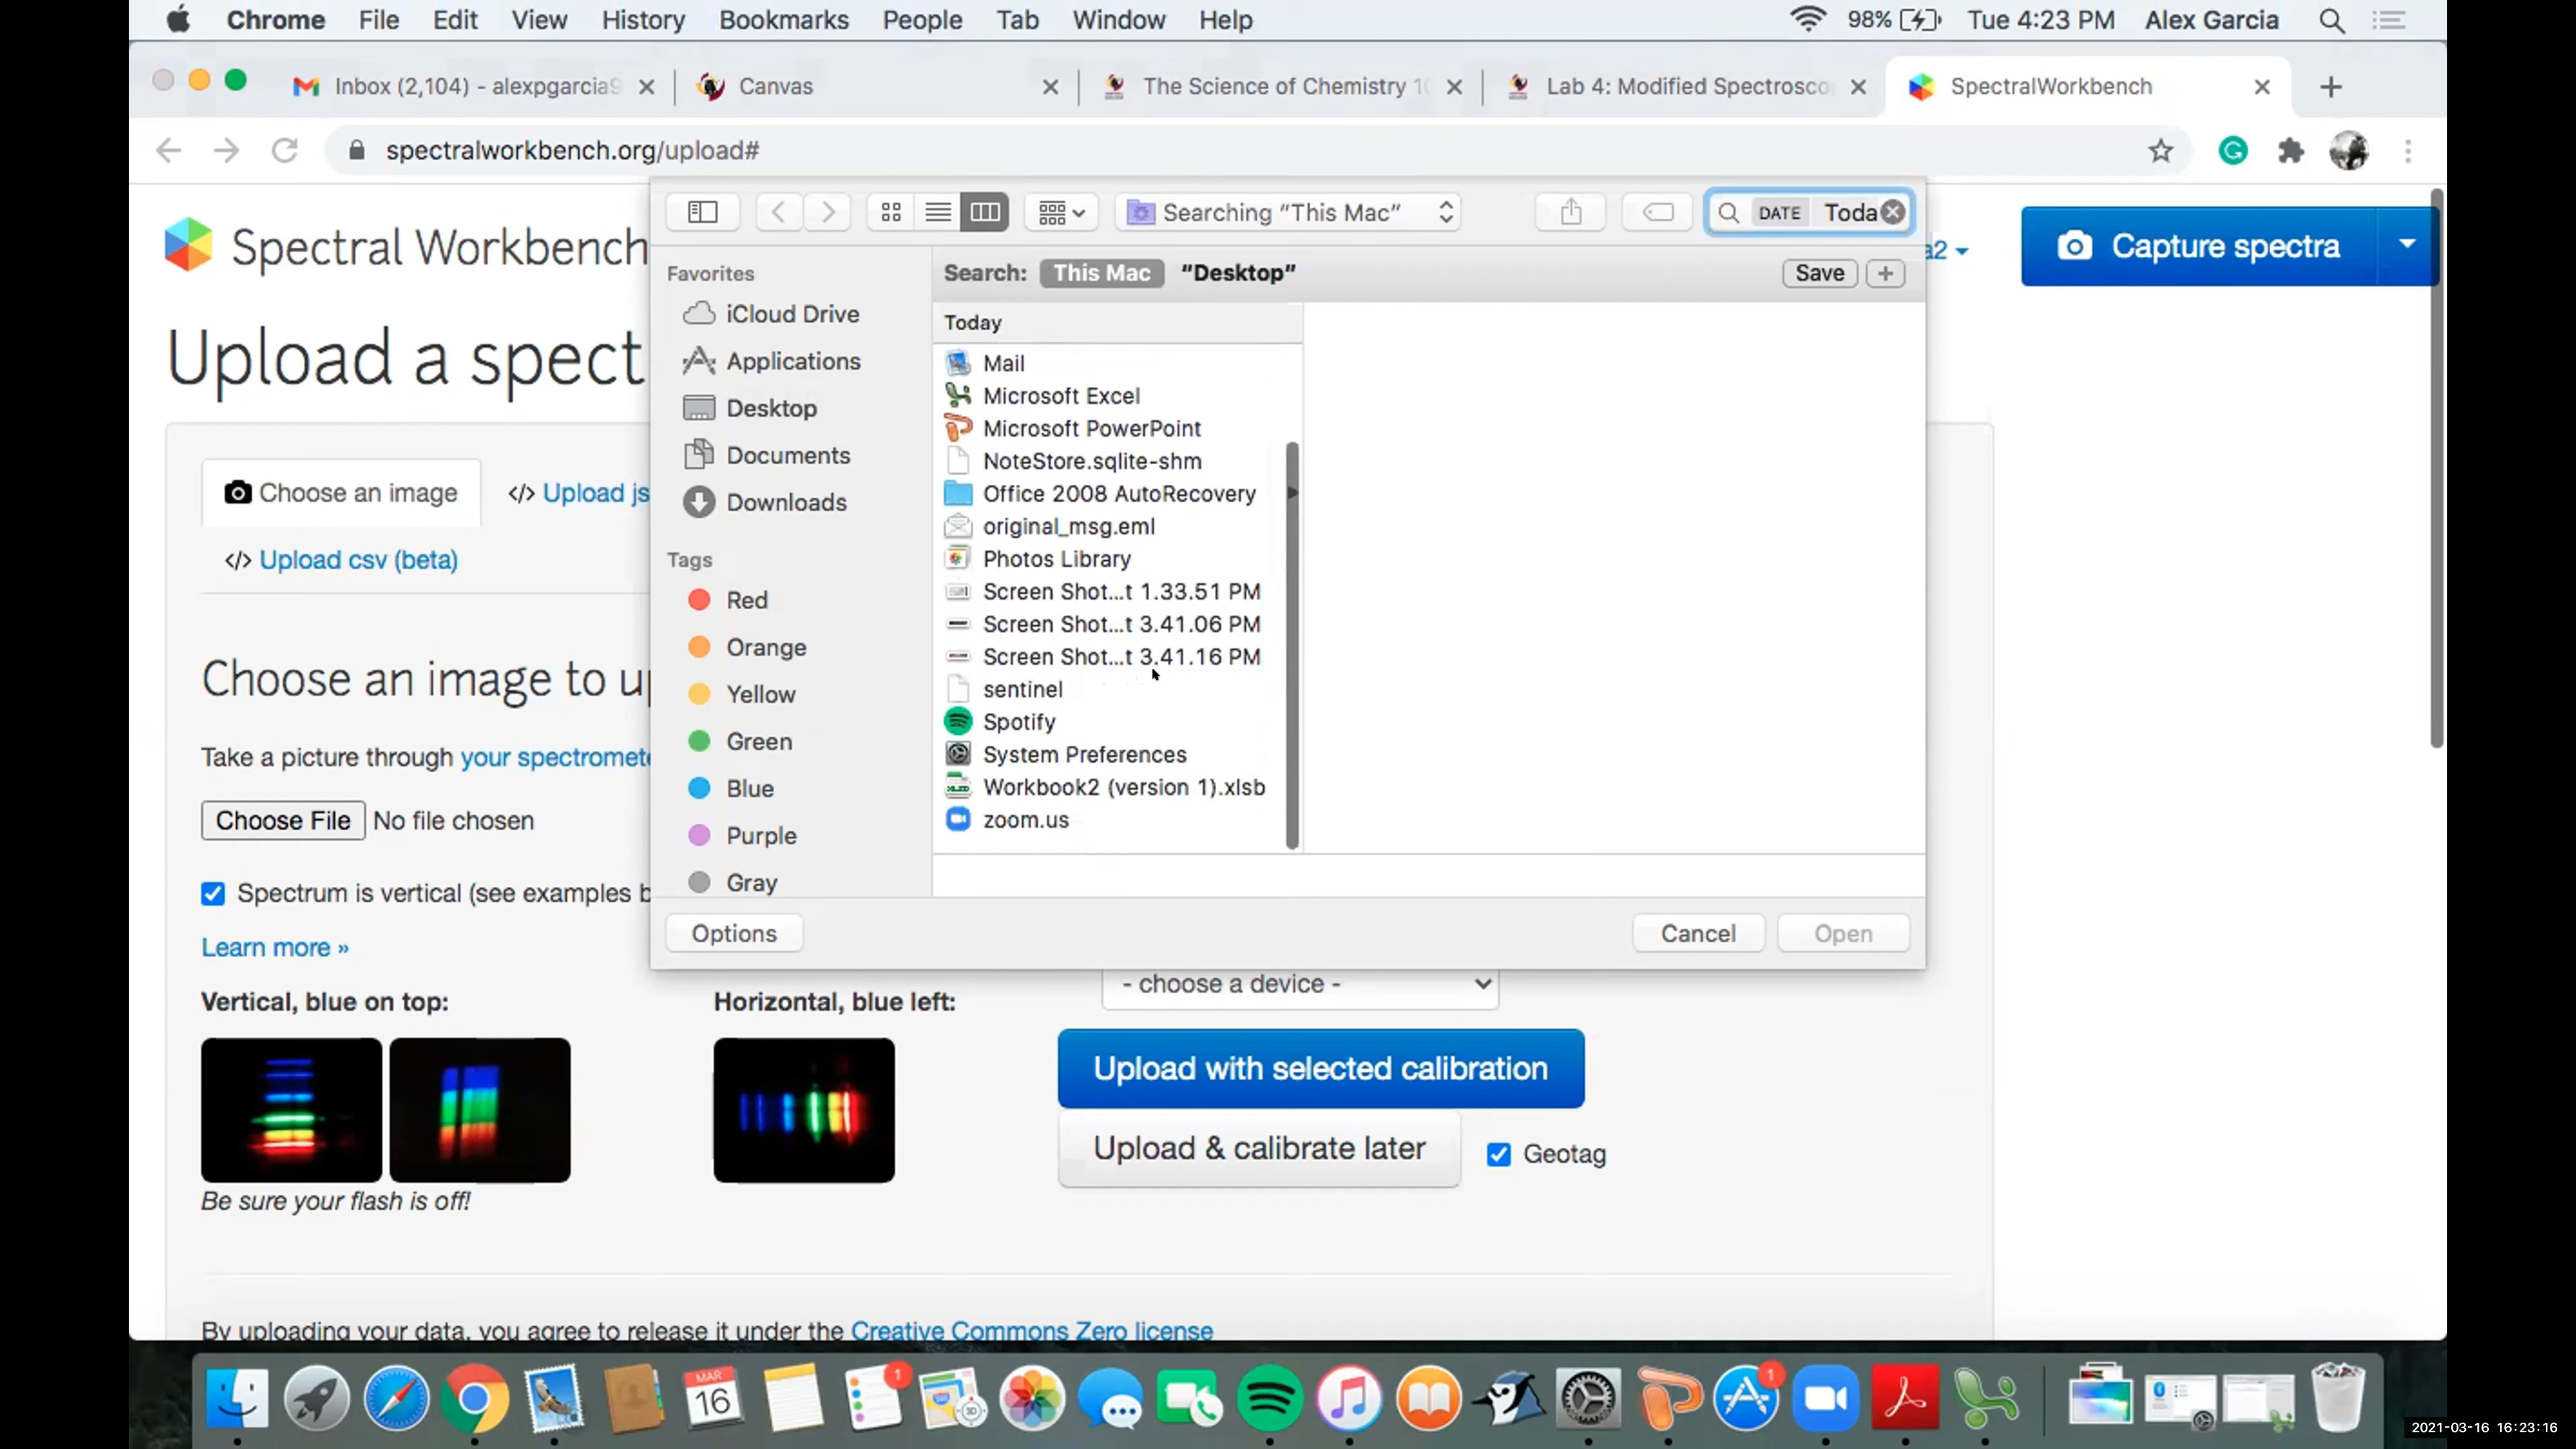 Chrome File Edit View History Bookmarks People Tab Window Help 98% Tue 4:23 PM Alex Garcia
Inbox (2,104) - alexpgarcia9 Canvas The Science of Chemistry 10 Lab 4: Modified Spectrosco SpectralWorkbench
spectralworkbench.org/upload#
Spectral Workbench
a2
Capture spectra
Upload a spect
Choose an image
Upload js
Upload csv (beta)
Choose an image to u
Take a picture through your spectromete
Choose File No file chosen
Spectrum is vertical (see examples b
Learn more »
Searching "This Mac"
DATE Toda
Favorites
iCloud Drive
Applications
Desktop
Documents
Downloads
Tags
Red
Orange
Yellow
Green
Blue
Purple
Gray
Search: This Mac "Desktop" Save +
Today
Mail
Microsoft Excel
Microsoft PowerPoint
NoteStore.sqlite-shm
Office 2008 AutoRecovery
original_msg.eml
Photos Library
Screen Shot...t 1.33.51 PM
Screen Shot...t 3.41.06 PM
Screen Shot...t 3.41.16 PM
sentinel
Spotify
System Preferences
Workbook2 (version 1).xlsb
zoom.us
Options Cancel Open
Vertical, blue on top:
Horizontal, blue left:
- choose a device -
Upload with selected calibration
Upload & calibrate later
Geotag
Be sure your flash is off!
By uploading your data, you agree to release it under the Creative Commons Zero license
MAR
16
1
1
2021-03-16 16:23:16